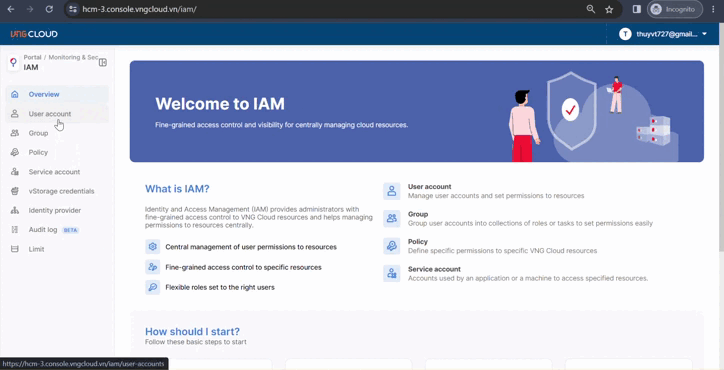 hcm-3.console.vngcloud.vn/iam/
Incognito
VNG CLOUD
T
thuyvt727@gmail...
Portal / Monitoring & Sec
IAM
Overview
User account
Group
Policy
Service account
vStorage credentials
Identity provider
Audit log BETA
Limit
Welcome to IAM
Fine-grained access control and visibility for centrally managing cloud resources.
What is IAM?
Identity and Access Management (IAM) provides administrators with
fine-grained access control to VNG Cloud resources and helps managing
permissions to resources centrally.
Central management of user permissions to resources
Fine-grained access control to specific resources
Flexible roles set to the right users
User account
Manage user accounts and set permissions to resources
Group
Group user accounts into collections of roles or tasks to set permissions easily
Policy
Define specific permissions to specific VNG Cloud resources
Service account
Accounts used by an application or a machine to access specified resources.
How should I start?
Follow these basic steps to start
https://hcm-3.console.vngcloud.vn/iam/user-accounts